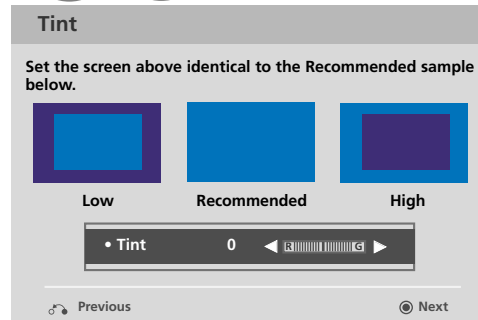 Tint
Set the screen above identical to the Recommended sample
below.
Low Recommended High
• Tint 0 ◀ R G ▶
Previous Next